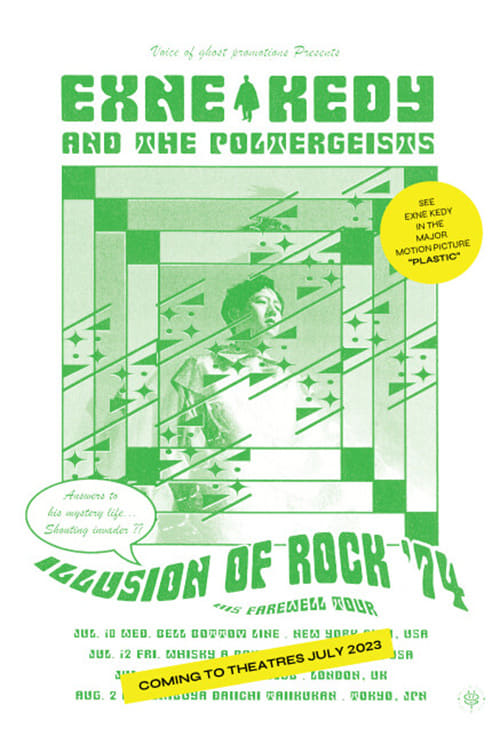 Voice of ghost promotions Presents
EXNE KEDY
AND THE POLTERGEISTS
SEE
EXNE KEDY
IN THE
MAJOR
MOTION PICTURE
"PLASTIC"
Answers to
his mystery life...
Shouting invader ??
ILLUSION OF ROCK '74
HIS FAREWELL TOUR
JUL. 10 WED. BELL BOTTOM LINE . NEW YORK , USA
JUL. 12 FRI. WHISKY A USA
LONDON, UK
AUG. 2 DAIICHI TAIIKUKAN . TOKYO, JPN
COMING TO THEATRES JULY 2023